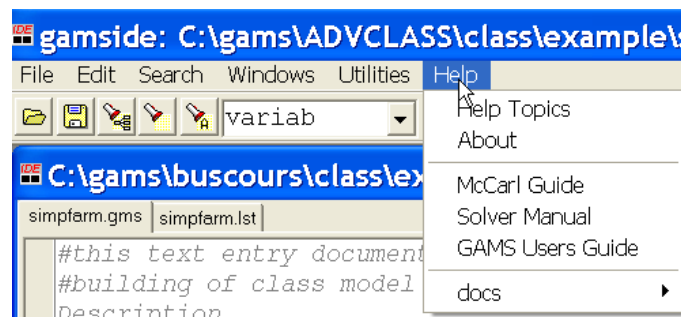 IDE gamside: C:\gams\ADVCLASS\class\example\
File Edit Search Windows Utilities Help
variab
Help Topics
About
McCarl Guide
Solver Manual
GAMS Users Guide
docs
IDE C:\gams\buscours\class\ex
simpfarm.gms simpfarm.lst
#this text entry document
#building of class model
Description